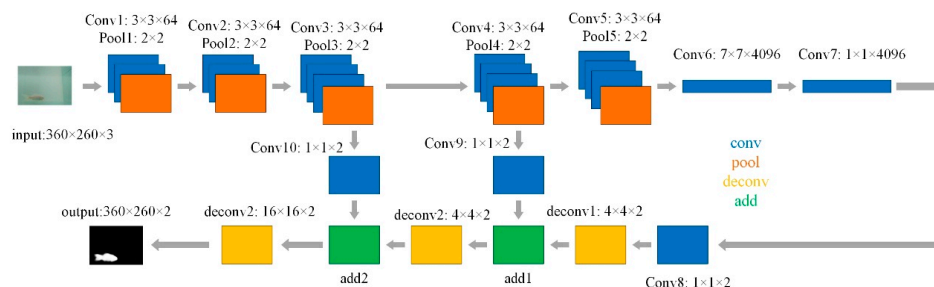 Conv1: 3×3×64
Pool1: 2×2
Conv2: 3×3×64
Pool2: 2×2
Conv3: 3×3×64
Pool3: 2×2
Conv4: 3×3×64
Pool4: 2×2
Conv5: 3×3×64
Pool5: 2×2
Conv6: 7×7×4096
Conv7: 1×1×4096
input:360×260×3
Conv10: 1×1×2
Conv9: 1×1×2
conv
pool
deconv
add
output:360×260×2
deconv2: 16×16×2
deconv2: 4×4×2
deconv1: 4×4×2
add2
add1
Conv8: 1×1×2